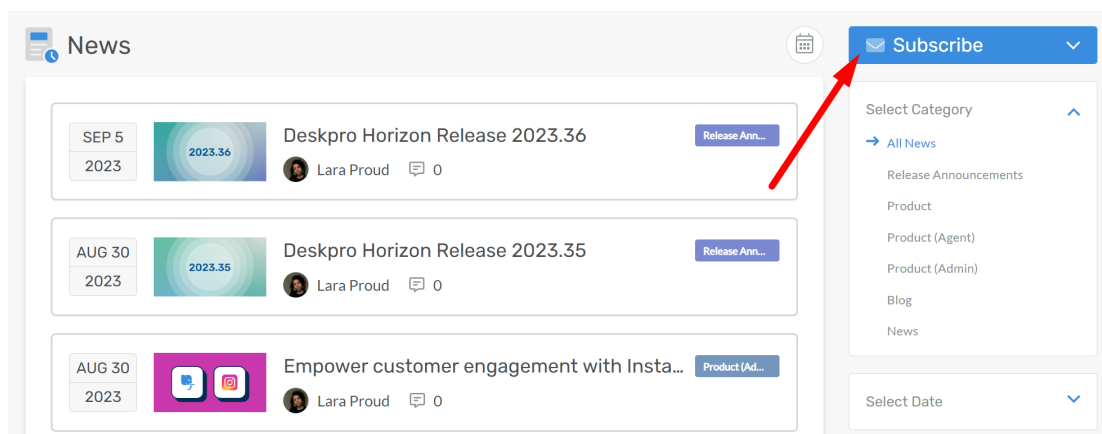 News
Subscribe
SEP 5
2023
2023.36
Deskpro Horizon Release 2023.36
Lara Proud 0
Release Ann...
AUG 30
2023
2023.35
Deskpro Horizon Release 2023.35
Lara Proud 0
Release Ann...
AUG 30
2023
Empower customer engagement with Insta...
Lara Proud 0
Product (Ad...
Select Category
All News
Release Announcements
Product
Product (Agent)
Product (Admin)
Blog
News
Select Date